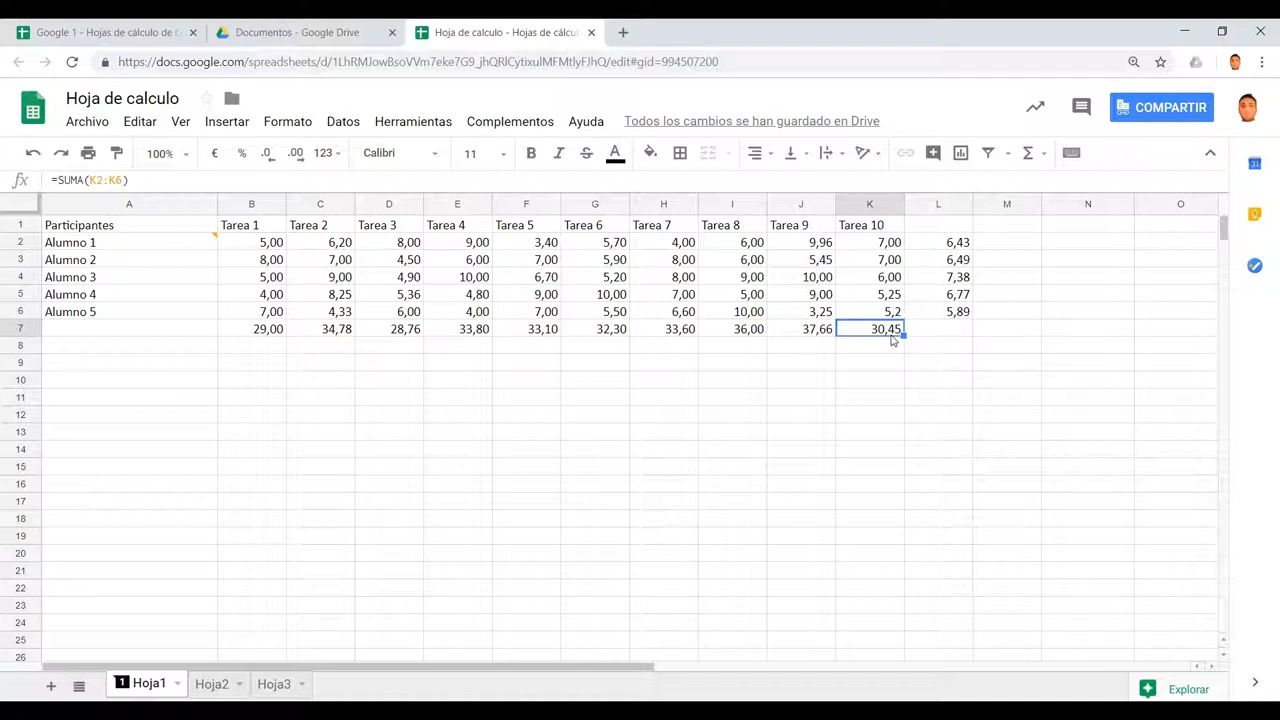 Google 1 - Hojas de cálculo de G
Documentos - Google Drive
Hoja de calculo - Hojas de cálcu
Hoja de calculo
COMPARTIR
Archivo Editar Ver Insertar Formato Datos Herramientas Complementos Ayuda Todos los cambios se han guardado en Drive
100% € % .0 .00 123 Calibri 11 B I S A Σ
fx =SUMA(K2:K6)
A B C D E F G H I J K L M N O
1 Participantes Tarea 1 Tarea 2 Tarea 3 Tarea 4 Tarea 5 Tarea 6 Tarea 7 Tarea 8 Tarea 9 Tarea 10
2 Alumno 1 5,00 6,20 8,00 9,00 3,40 5,70 4,00 6,00 9,96 7,00 6,43
3 Alumno 2 8,00 7,00 4,50 6,00 7,00 5,90 8,00 6,00 5,45 7,00 6,49
4 Alumno 3 5,00 9,00 4,90 10,00 6,70 5,20 8,00 9,00 10,00 6,00 7,38
5 Alumno 4 4,00 8,25 5,36 4,80 9,00 10,00 7,00 5,00 9,00 5,25 6,77
6 Alumno 5 7,00 4,33 6,00 4,00 7,00 5,50 6,60 10,00 3,25 5,2 5,89
7 29,00 34,78 28,76 33,80 33,10 32,30 33,60 36,00 37,66 30,45
8
9
10
11
12
13
14
15
16
17
18
19
20
21
22
23
24
25
26
1 Hoja1 Hoja2 Hoja3 Explorar